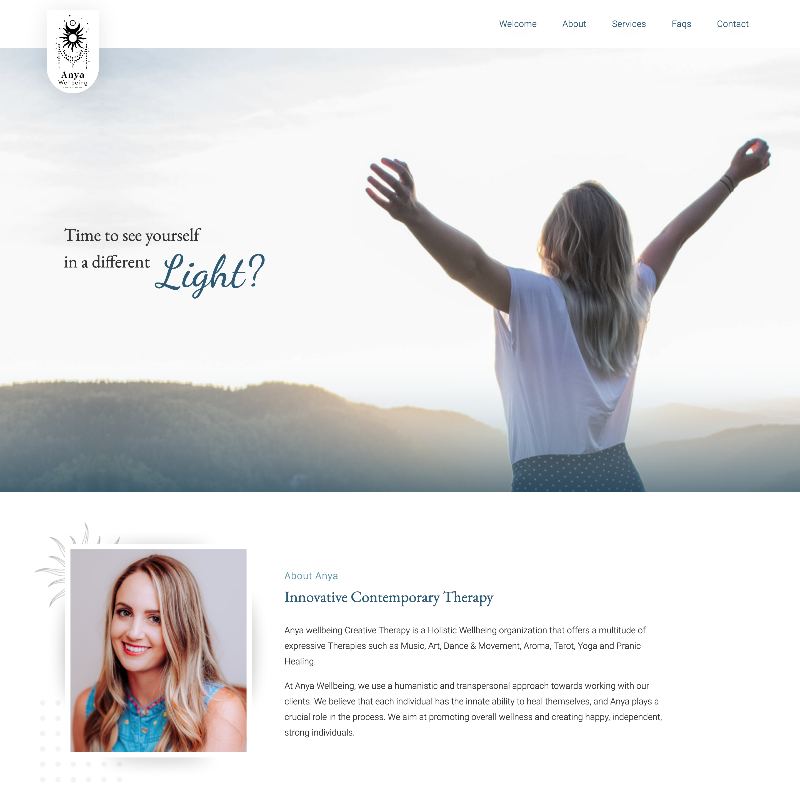 Anya
Wellbeing
Welcome About Services Faqs Contact
Time to see yourself
in a different Light?
About Anya
Innovative Contemporary Therapy
Anya wellbeing Creative Therapy is a Holistic Wellbeing organization that offers a multitude of
expressive Therapies such as Music, Art, Dance & Movement, Aroma, Tarot, Yoga and Pranic
Healing.
At Anya Wellbeing, we use a humanistic and transpersonal approach towards working with our
clients. We believe that each individual has the innate ability to heal themselves, and Anya plays a
crucial role in the process. We aim at promoting overall wellness and creating happy, independent,
strong individuals.